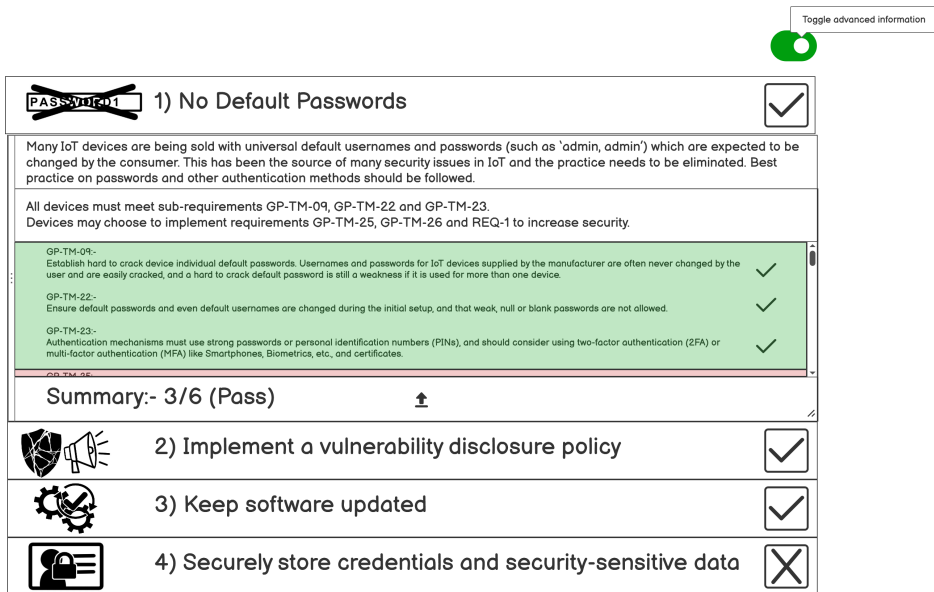 Toggle advanced information
PASSWORD1
1) No Default Passwords
Many IoT devices are being sold with universal default usernames and passwords (such as `admin, admin’) which are expected to be
changed by the consumer. This has been the source of many security issues in IoT and the practice needs to be eliminated. Best
practice on passwords and other authentication methods should be followed.
All devices must meet sub-requirements GP-TM-09, GP-TM-22 and GP-TM-23.
Devices may choose to implement requirements GP-TM-25, GP-TM-26 and REQ-1 to increase security.
GP-TM-09:-
Establish hard to crack device individual default passwords. Usernames and passwords for IoT devices supplied by the manufacturer are often never changed by the
user and are easily cracked, and a hard to crack default password is still a weakness if it is used for more than one device.
GP-TM-22:-
Ensure default passwords and even default usernames are changed during the initial setup, and that weak, null or blank passwords are not allowed.
GP-TM-23:-
Authentication mechanisms must use strong passwords or personal identification numbers (PINs), and should consider using two-factor authentication (2FA) or
multi-factor authentication (MFA) like Smartphones, Biometrics, etc., and certificates.
GP-TM-25:
Summary:- 3/6 (Pass)
2) Implement a vulnerability disclosure policy
3) Keep software updated
4) Securely store credentials and security-sensitive data